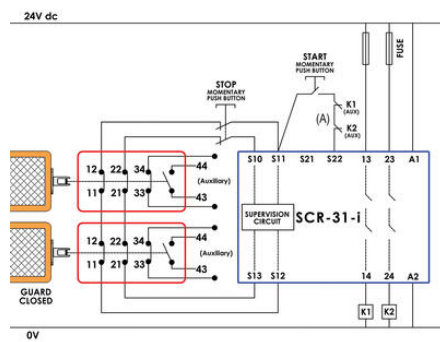 24V dc
START
MOMENTARY
PUSH BUTTON
FUSE
STOP
MOMENTARY
PUSH BUTTON
K1
(AUX)
(A)
K2
(AUX)
12 22 34 44
(Auxiliary)
11 21 33 43
S10 S11 S21 S22 13 23 A1
SUPERVISION
CIRCUIT
SCR-31-i
12 22 34 44
(Auxiliary)
11 21 33 43
S13 S12 14 24 A2
GUARD
CLOSED
K1 K2
0V